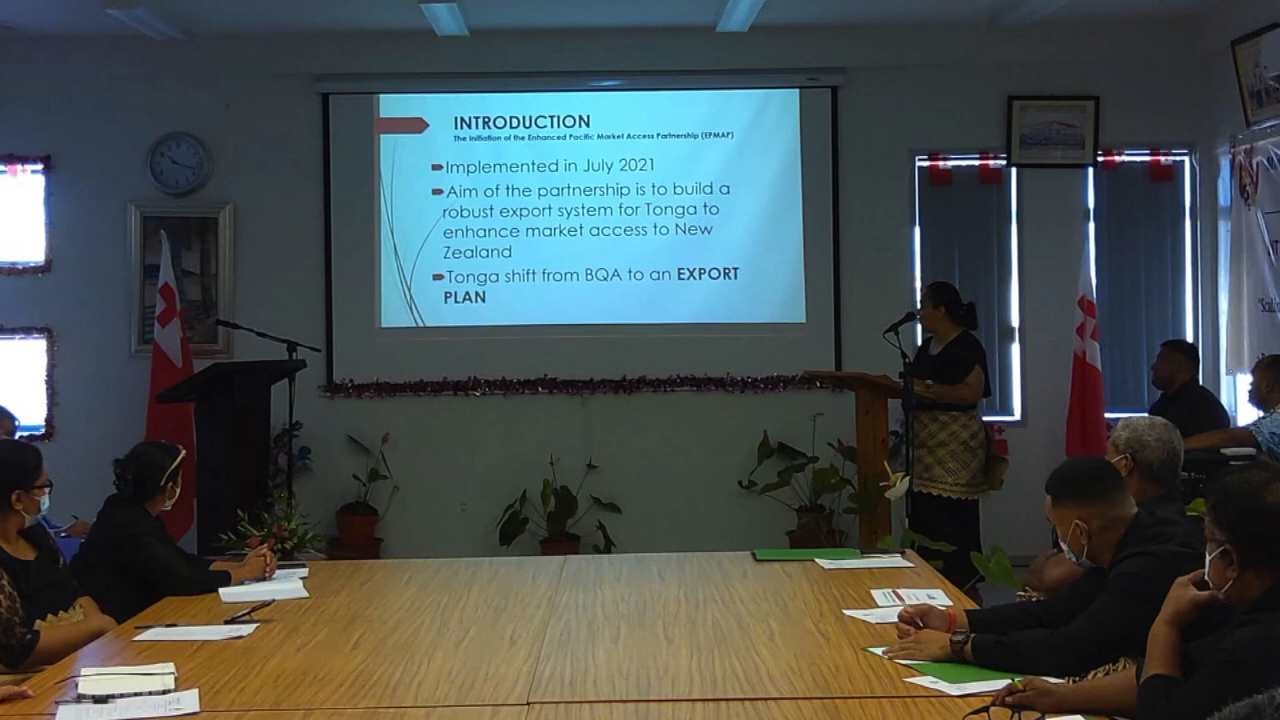 INTRODUCTION
The Initiation of the Enhanced Pacific Market Access Partnership (EPMAP)
Implemented in July 2021
Aim of the partnership is to build a
robust export system for Tonga to
enhance market access to New
Zealand
Tonga shift from BQA to an EXPORT
PLAN